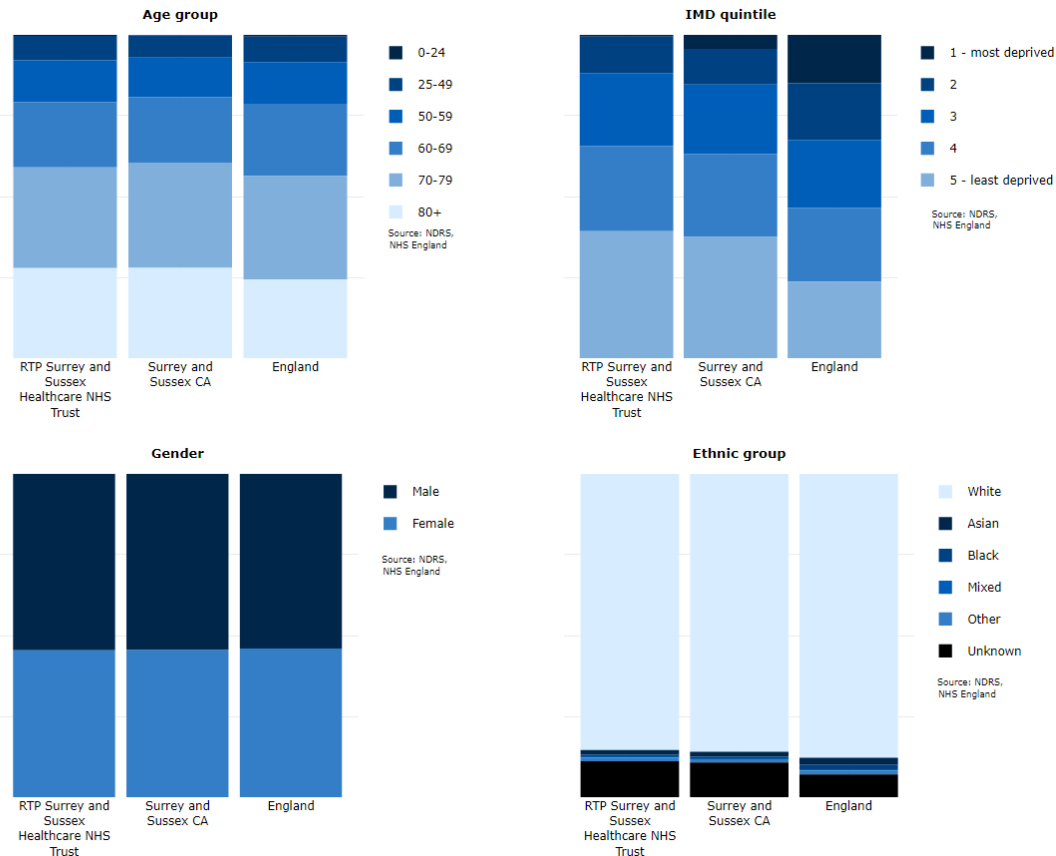 Age group
0-24
25-49
50-59
60-69
70-79
80+
Source: NDRS,
NHS England
RTP Surrey and
Sussex
Healthcare NHS
Trust
Surrey and
Sussex CA
England
IMD quintile
1 - most deprived
2
3
4
5 - least deprived
Source: NDRS,
NHS England
RTP Surrey and
Sussex
Healthcare NHS
Trust
Surrey and
Sussex CA
England
Gender
Male
Female
Source: NDRS,
NHS England
RTP Surrey and
Sussex
Healthcare NHS
Trust
Surrey and
Sussex CA
England
Ethnic group
White
Asian
Black
Mixed
Other
Unknown
Source: NDRS,
NHS England
RTP Surrey and
Sussex
Healthcare NHS
Trust
Surrey and
Sussex CA
England